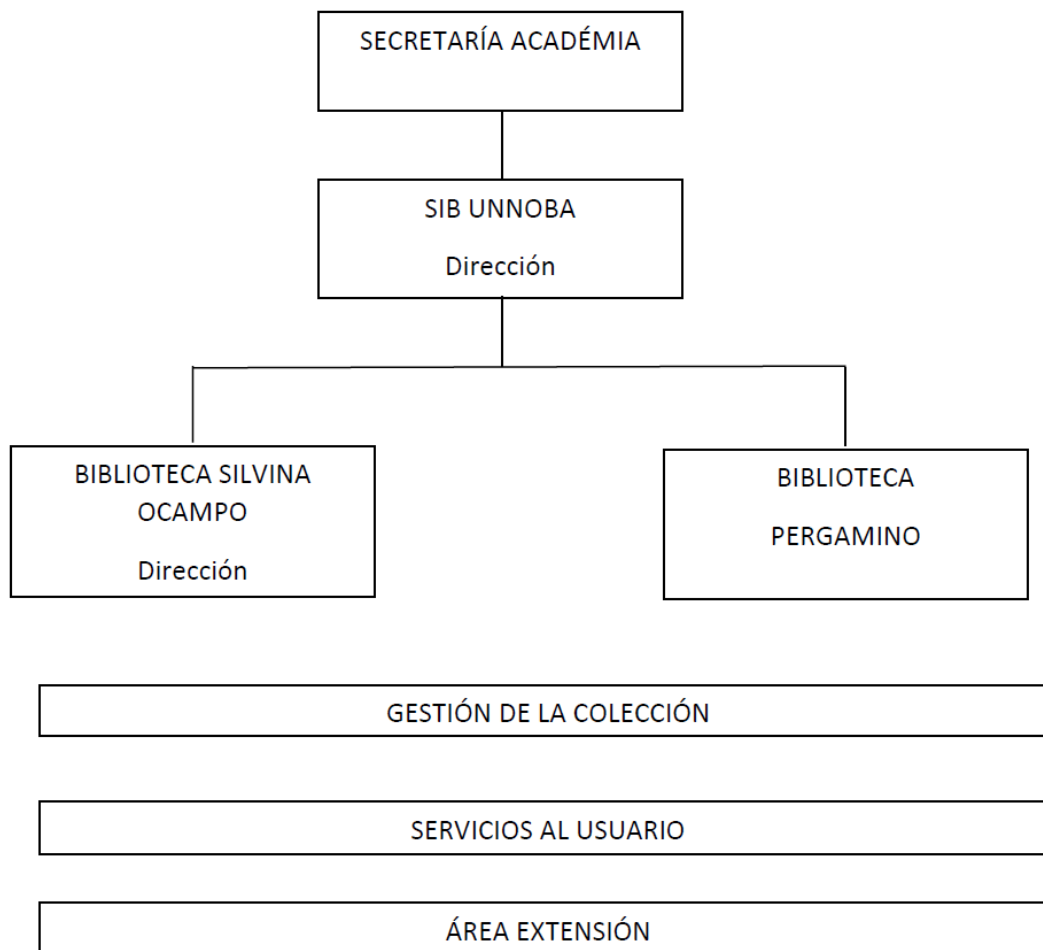 SECRETARÍA ACADÉMIA
SIB UNNOBA
Dirección
BIBLIOTECA SILVINA
OCAMPO
Dirección
BIBLIOTECA
PERGAMINO
GESTIÓN DE LA COLECCIÓN
SERVICIOS AL USUARIO
ÁREA EXTENSIÓN